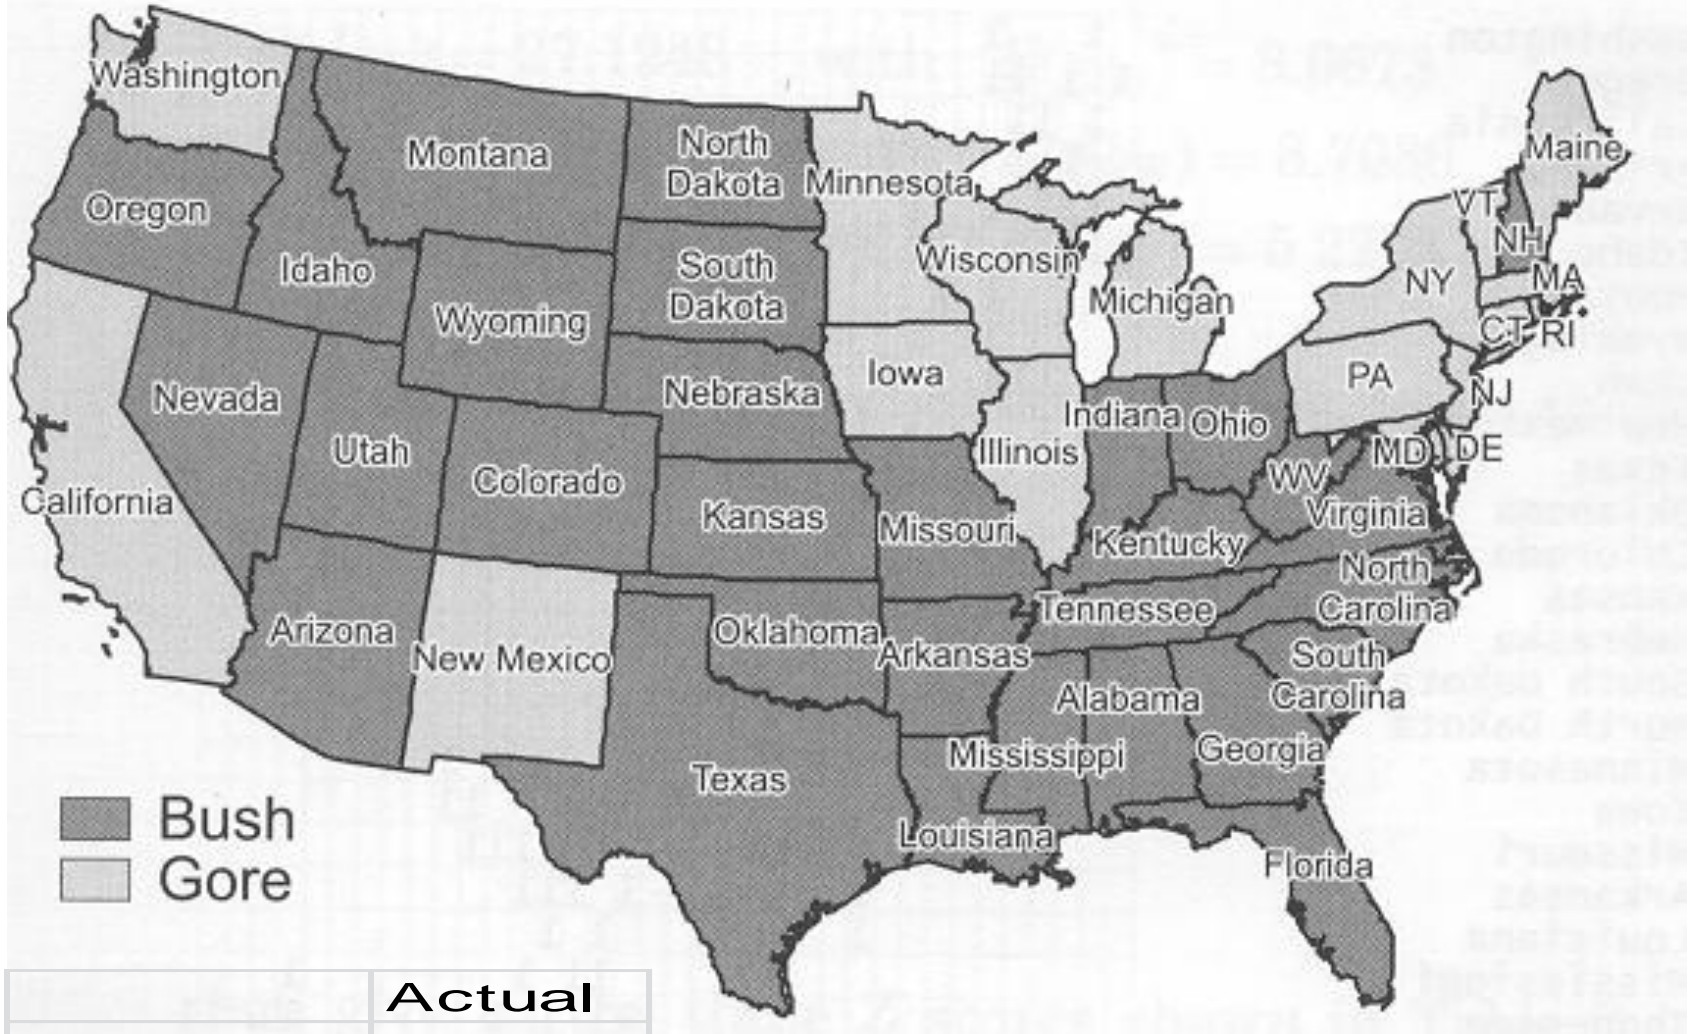 Washington
Montana
North
Dakota
Minnesota
Maine
Oregon
Idaho
South
Dakota
Wisconsin
Michigan
VT
NH
NY
MA
Wyoming
CT
RI
Nevada
Nebraska
Iowa
PA
NJ
Utah
Colorado
Indiana
Ohio
Illinois
MD
DE
WV
California
Kansas
Missouri
Kentucky
Virginia
Arizona
New Mexico
Oklahoma
Arkansas
Tennessee
North
Carolina
South
Carolina
Alabama
Mississippi
Georgia
Texas
Louisiana
Florida
Bush
Gore
Actual